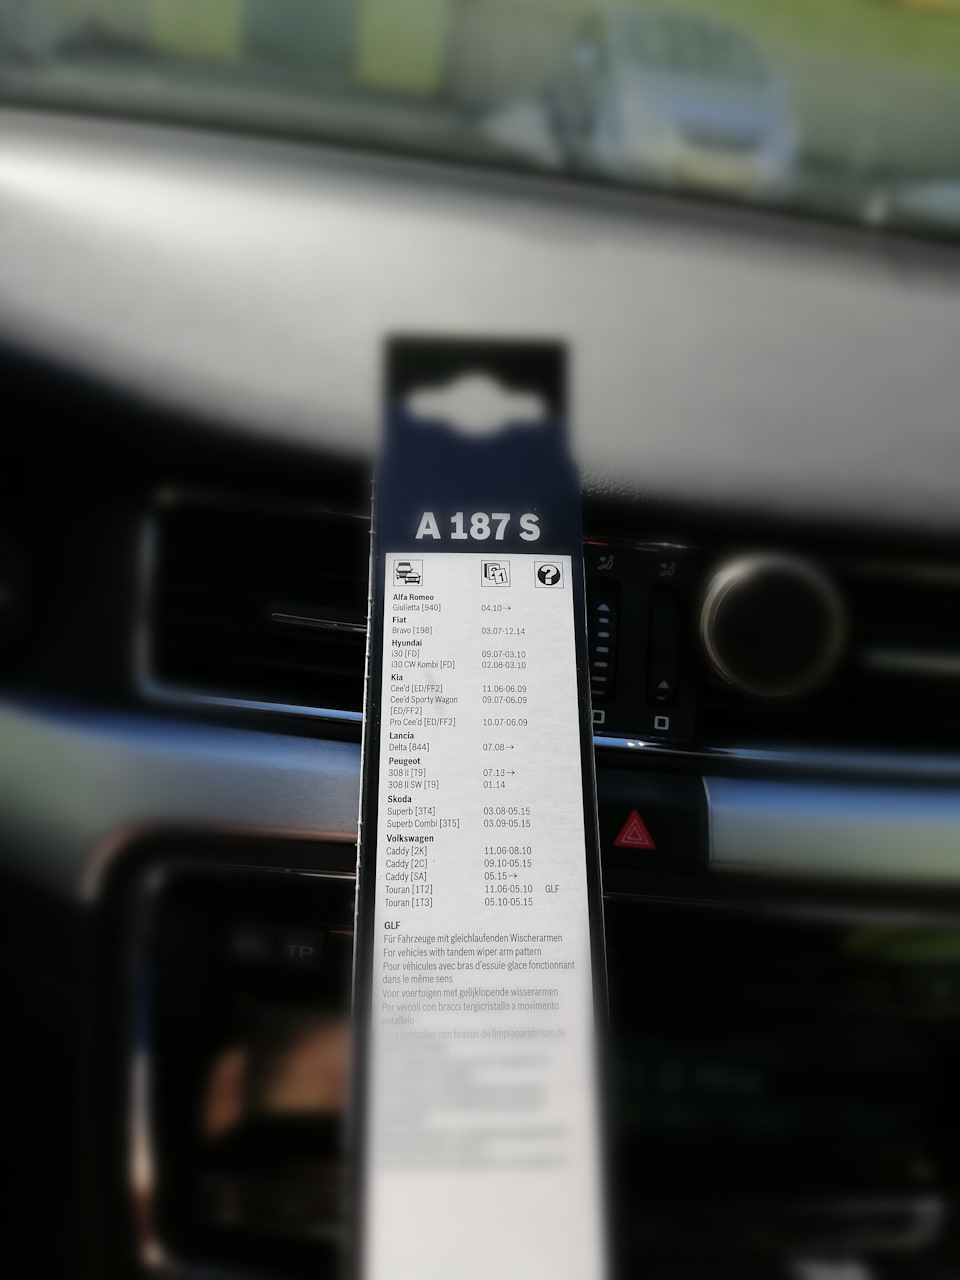 A 187 S
Alfa Romeo
Giulietta [940] 04.10→
Fiat
Bravo [198] 03.07-12.14
Hyundai
i30 [FD] 09.07-03.10
i30 CW Kombi [FD] 02.08-03.10
Kia
Cee'd [ED/FF2] 11.06-06.09
Cee'd Sporty Wagon 09.07-06.09
[ED/FF2]
Pro Cee'd [ED/FF2] 10.07-06.09
Lancia
Delta [844] 07.08→
Peugeot
308 II [T9] 07.13→
308 II SW [T9] 01.14
Skoda
Superb [3T4] 03.08-05.15
Superb Combi [3T5] 03.09-05.15
Volkswagen
Caddy [2K] 11.06-08.10
Caddy [2C] 09.10-05.15
Caddy [SA] 05.15→
Touran [1T2] 11.06-05.10 GLF
Touran [1T3] 05.10-05.15
GLF
Für Fahrzeuge mit gleichlaufenden Wischerarmen
For vehicles with tandem wiper arm pattern
Pour véhicules avec bras d'essuie-glace fonctionnant
dans le même sens
Voor voertuigen met gelijklopende wisserarmen
Per veicoli con bracci tergicristallo a movimento
parallelo
vehículos con brazos de limpiaparabrisas de
TP